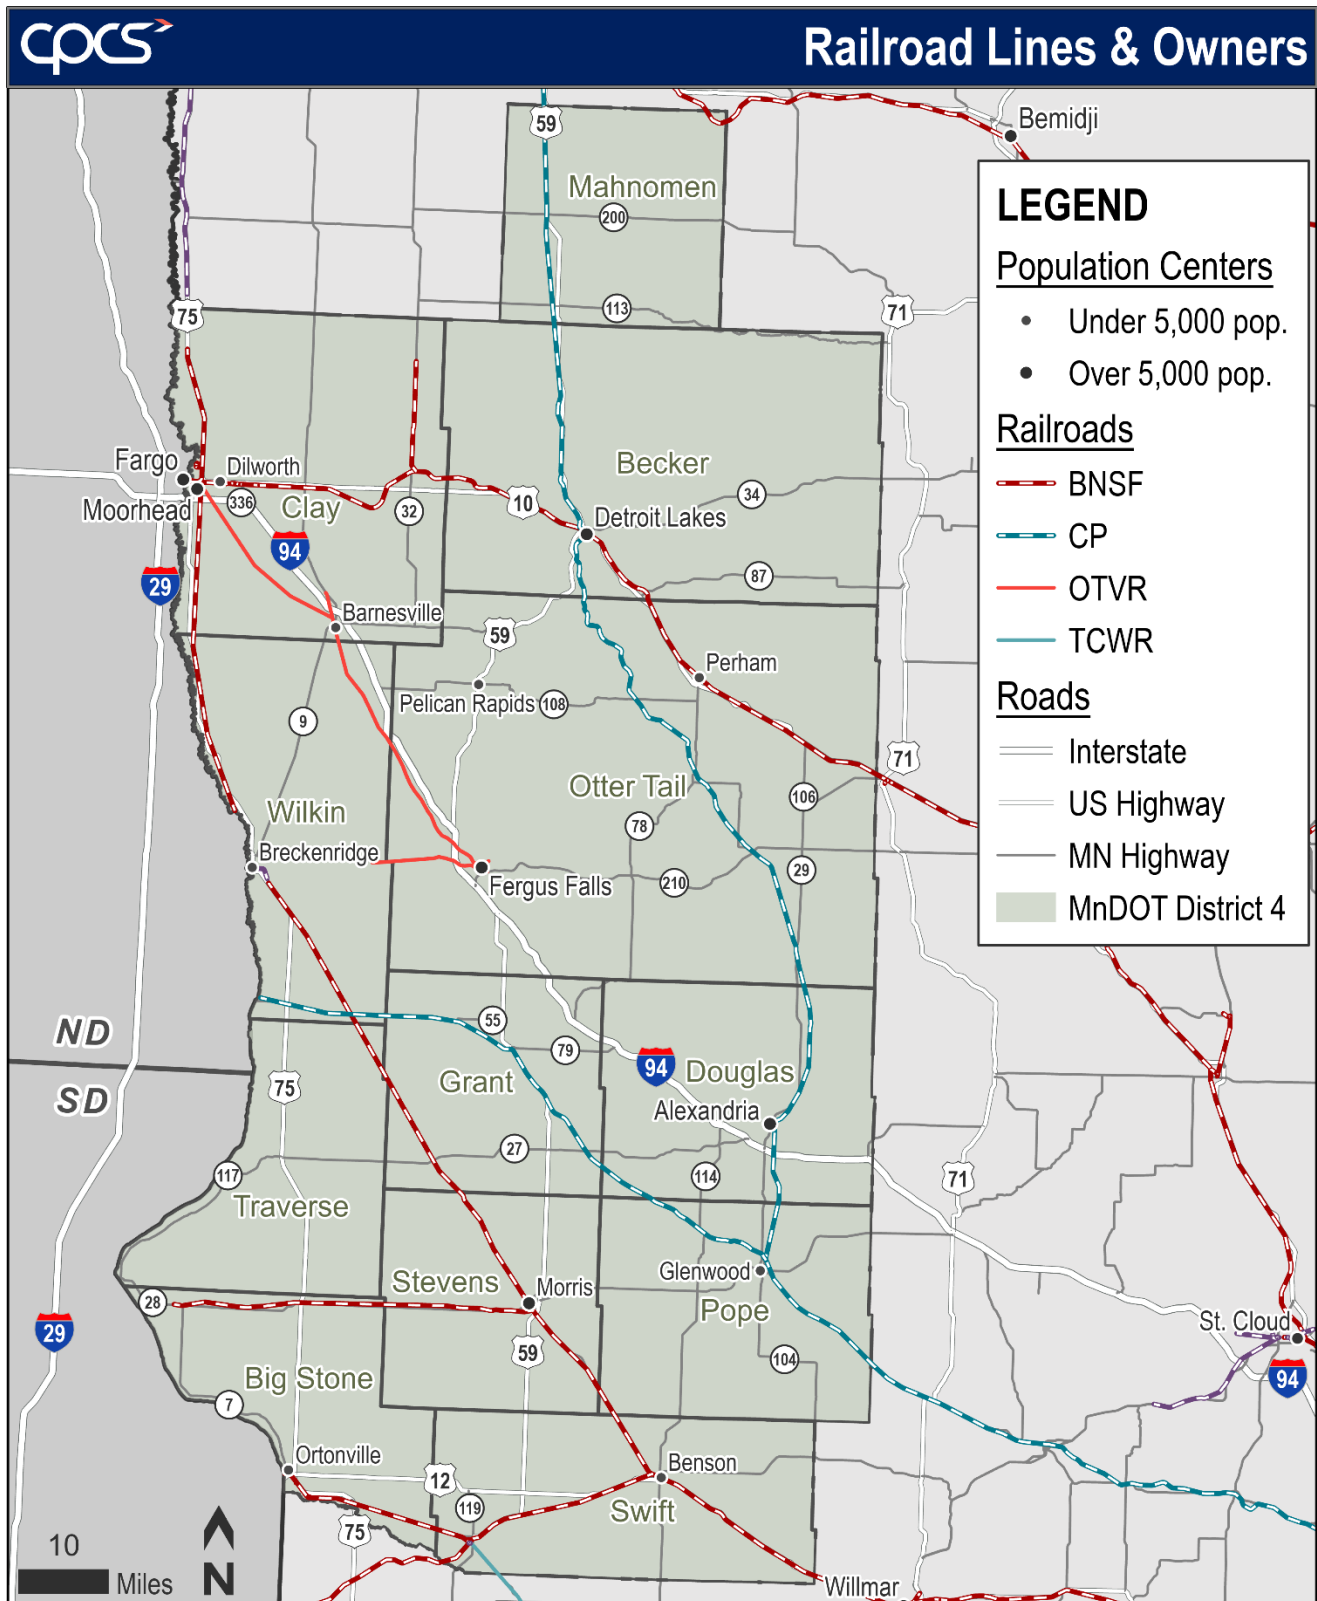 cpcs
Railroad Lines & Owners
59
Bemidji
Mahnomen
200
LEGEND
Population Centers
Under 5,000 pop.
Over 5,000 pop.
Railroads
BNSF
CP
OTVR
TCWR
Roads
Interstate
US Highway
MN Highway
MnDOT District 4
113
75
71
Fargo
Dilworth
Becker
Moorhead
336
Clay
32
10
34
Detroit Lakes
94
29
87
Barnesville
59
Perham
Pelican Rapids
108
9
71
Otter Tail
106
Wilkin
78
Breckenridge
29
Fergus Falls
210
55
ND
79
94
Douglas
SD
Grant
75
Alexandria
27
117
114
71
Traverse
Glenwood
Stevens
Morris
28
Pope
29
St. Cloud
59
104
94
Big Stone
7
Ortonville
12
Benson
119
Swift
75
10
Miles
N
Willmar